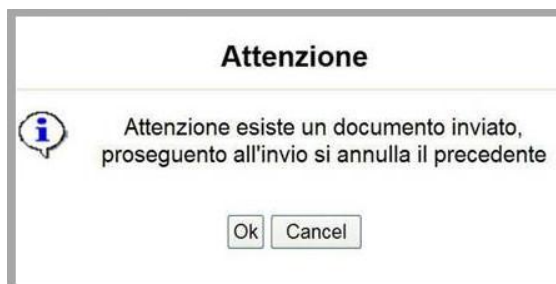 Attenzione
Attenzione esiste un documento inviato,
proseguento all'invio si annulla il precedente
Ok Cancel